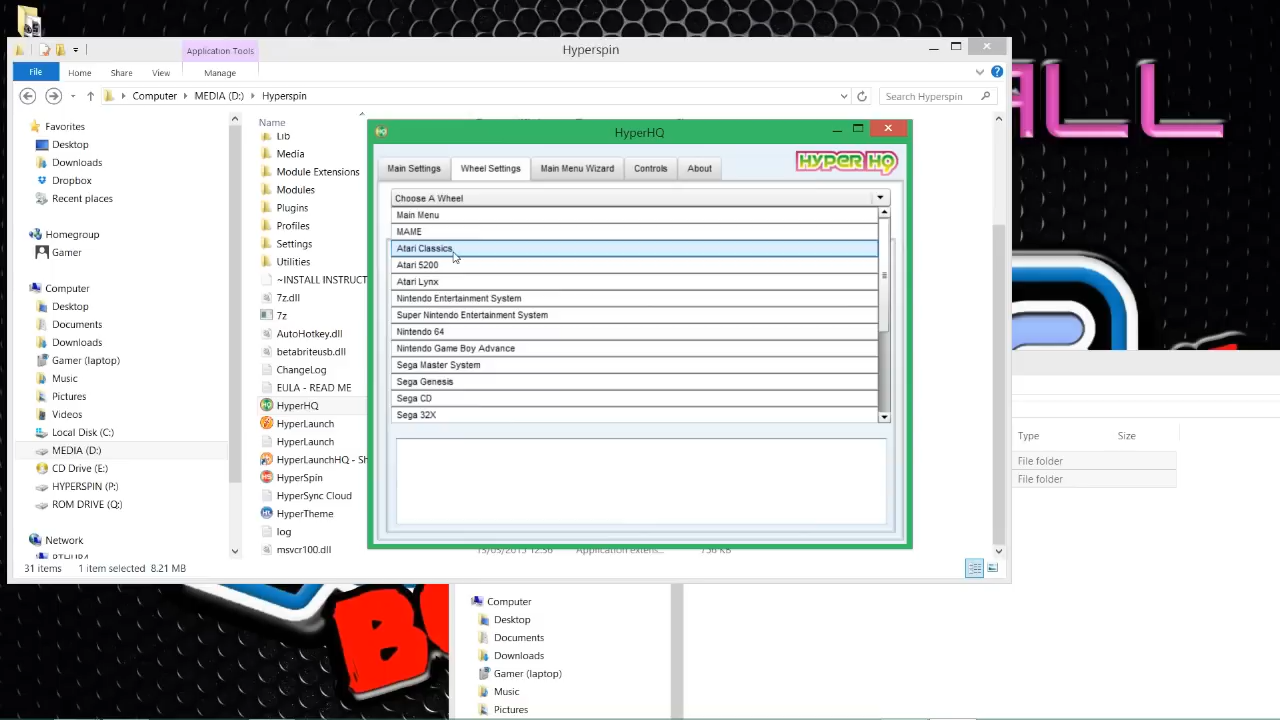 Application Tools
Hyperspin
File
Home
Share
View
Manage
Computer
MEDIA (D:)
Hyperspin
Search Hyperspin
Favorites
Desktop
Downloads
Dropbox
Recent places
Homegroup
Gamer
Computer
Desktop
Documents
Downloads
Gamer (laptop)
Music
Pictures
Videos
Local Disk (C:)
MEDIA (D:)
CD Drive (E:)
HYPERSPIN (P:)
ROM DRIVE (Q:)
Network
Name
Lib
Media
Module Extensions
Modules
Plugins
Profiles
Settings
Utilities
~INSTALL INSTRUCT
7z.dll
7z
AutoHotkey.dll
betabriteusb.dll
ChangeLog
EULA - READ ME
HyperHQ
HyperLaunch
HyperLaunch
HyperLaunchHQ - Sh
HyperSpin
HyperSync Cloud
HyperTheme
log
msvcr100.dll
31 items
1 item selected 8.21 MB
HyperHQ
Main Settings
Wheel Settings
Main Menu Wizard
Controls
About
HYPER HQ
Choose A Wheel
Main Menu
MAME
Atari Classics
Atari 5200
Atari Lynx
Nintendo Entertainment System
Super Nintendo Entertainment System
Nintendo 64
Nintendo Game Boy Advance
Sega Master System
Sega Genesis
Sega CD
Sega 32X
ALL
Type
Size
File folder
File folder
Computer
Desktop
Documents
Downloads
Gamer (laptop)
Music
Pictures